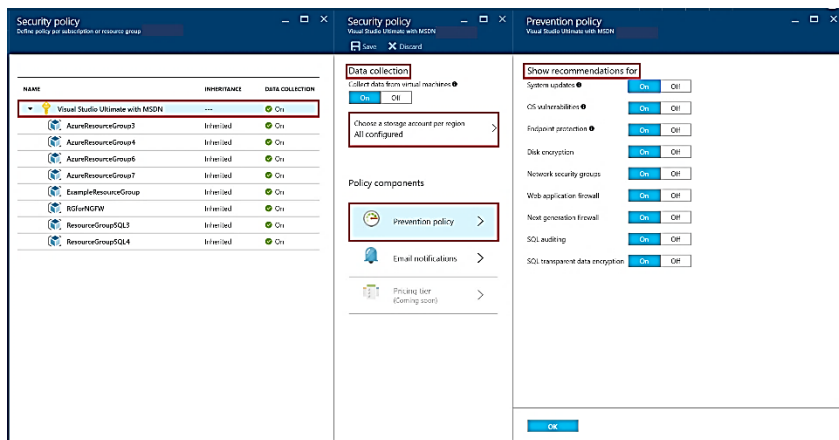 Security policy
Define policy per subscription or resource group
NAME INHERITANCE DATA COLLECTION
Visual Studio Ultimate with MSDN --- On
AzureResourceGroup3 Inherited On
AzureResourceGroup4 Inherited On
AzureResourceGroup6 Inherited On
AzureResourceGroup7 Inherited On
ExampleResourceGroup Inherited On
RGforNGFW Inherited On
ResourceGroupSQL3 Inherited On
ResourceGroupSQL4 Inherited On
Security policy
Visual Studio Ultimate with MSDN
Save Discard
Data collection
Collect data from virtual machines
On Off
Choose a storage account per region
All configured
Policy components
Prevention policy
Email notifications
Pricing tier
(Coming soon)
Prevention policy
Visual Studio Ultimate with MSDN
Show recommendations for
System updates On Off
OS vulnerabilities On Off
Endpoint protection On Off
Disk encryption On Off
Network security groups On Off
Web application firewall On Off
Next generation firewall On Off
SQL auditing On Off
SQL transparent data encryption On Off
OK